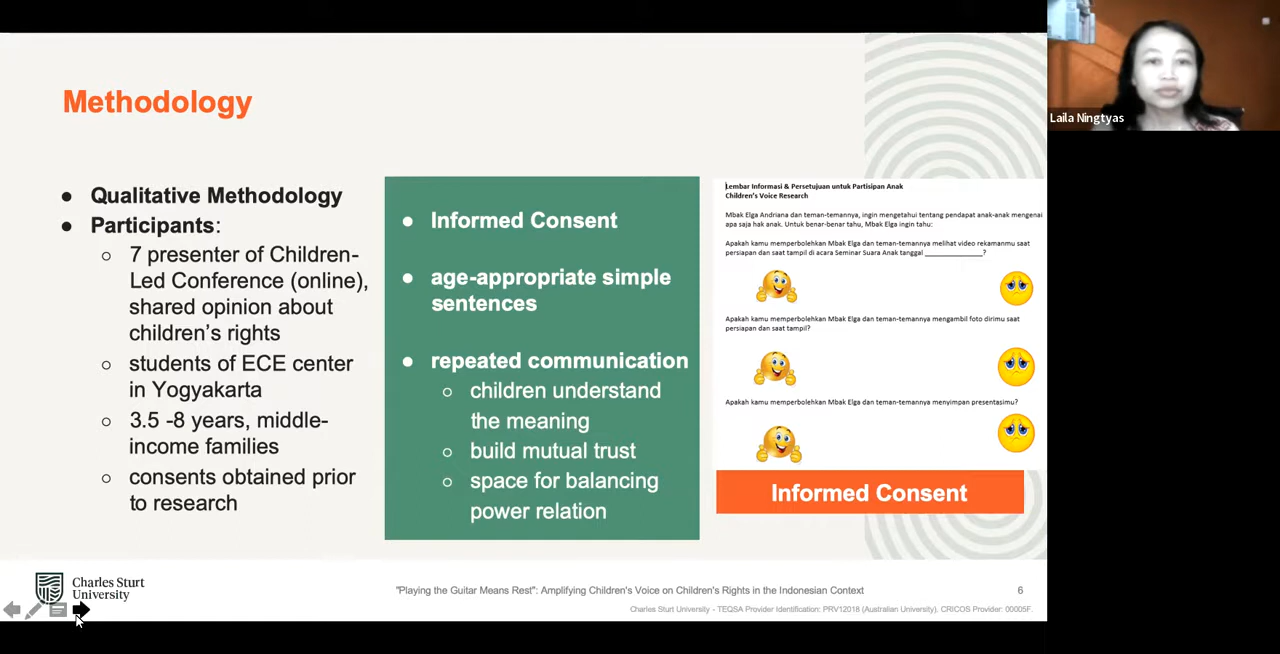 Methodology
● Qualitative Methodology
● Participants:
○ 7 presenter of Children-
Led Conference (online),
shared opinion about
children's rights
○ students of ECE center
in Yogyakarta
○ 3.5 -8 years, middle-
income families
○ consents obtained prior
to research
● Informed Consent
● age-appropriate simple
sentences
● repeated communication
○ children understand
the meaning
○ build mutual trust
○ space for balancing
power relation
Lembar Informasi & Persetujuan untuk Partisipan Anak
Children's Voice Research
Mbak Elga Andriana dan teman-temannya, ingin mengetahui tentang pendapat anak-anak mengenai
apa saja hak anak. Untuk benar-benar tahu, Mbak Elga ingin tahu:
Apakah kamu memperbolehkan Mbak Elga dan teman-temannya melihat video rekamanmu saat
persiapan dan saat tampil di acara Seminar Suara Anak tanggal _______________?
Apakah kamu memperbolehkan Mbak Elga dan teman-temannya mengambil foto dirimu saat
persiapan dan saat tampil?
Apakah kamu memperbolehkan Mbak Elga dan teman-temannya menyimpan presentasimu?
Informed Consent
Laila Ningtyas
Charles Sturt
University
"Playing the Guitar Means Rest": Amplifying Children's Voice on Children's Rights in the Indonesian Context
6
Charles Sturt University - TEQSA Provider Identification: PRV12018 (Australian University). CRICOS Provider: 00005F.